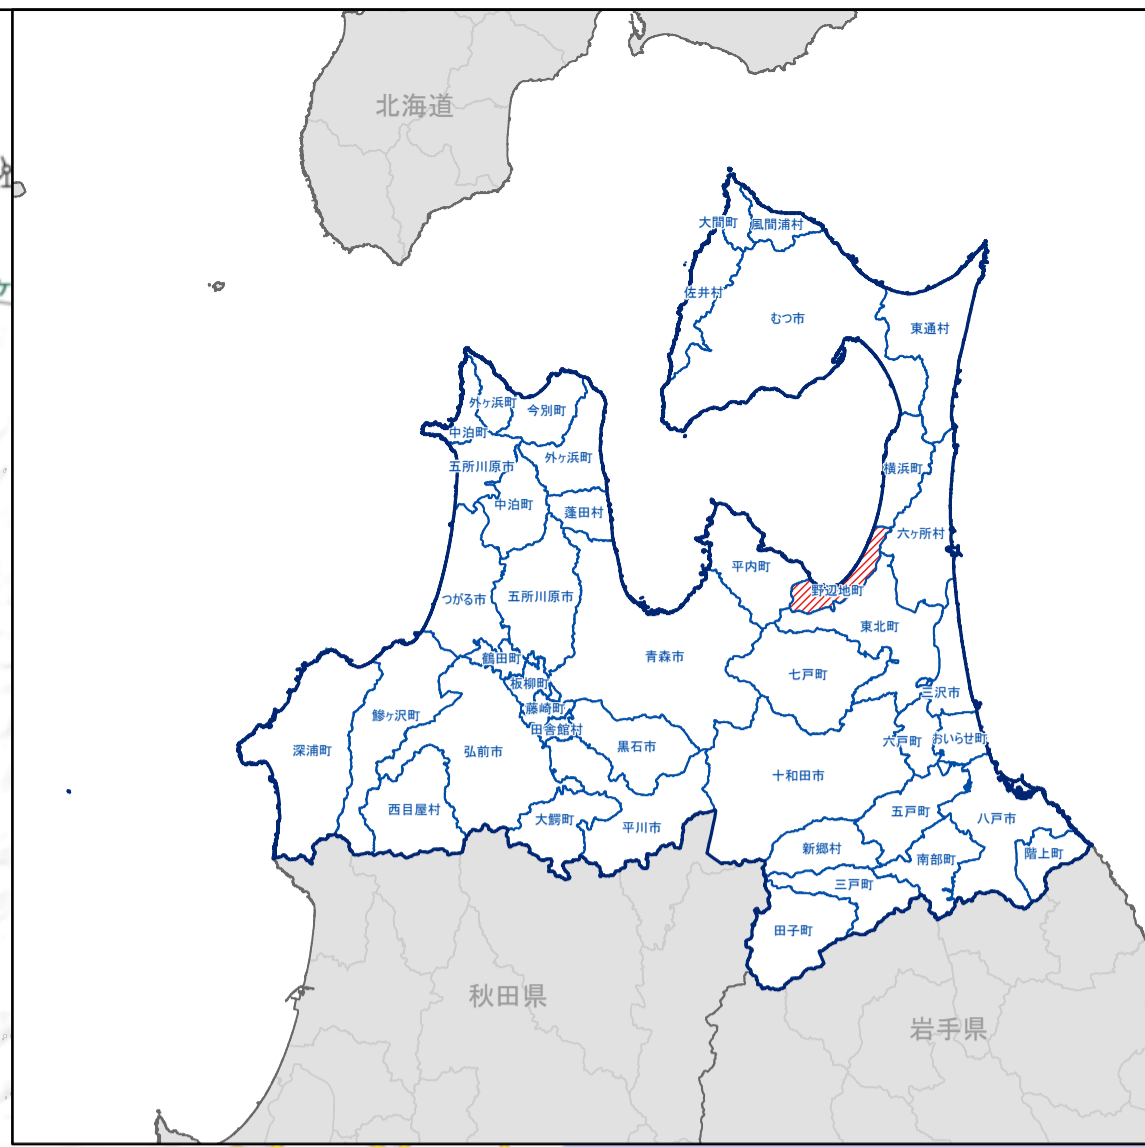 北海道
大間町
風間浦村
佐井村
むつ市
東通村
外ヶ浜町
今別町
中泊町
外ヶ浜町
五所川原市
横浜町
中泊町
蓬田村
六ヶ所村
平内町
野辺地町
つがる市
五所川原市
東北町
鶴田町
青森市
七戸町
板柳町
三沢市
藤崎町
鰺ヶ沢町
田舎館村
六戸町
おいらせ町
深浦町
弘前市
黒石市
十和田市
西目屋村
大鰐町
平川市
五戸町
八戸市
新郷村
南部町
階上町
三戸町
田子町
秋田県
岩手県